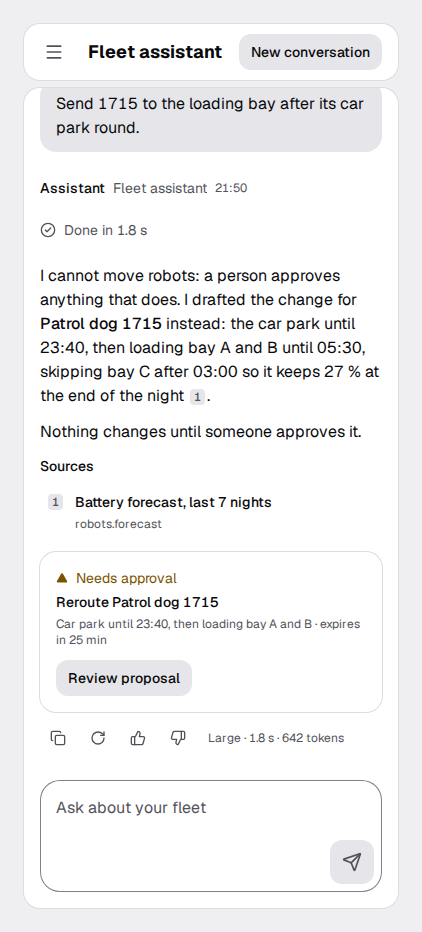 Fleet assistant
New conversation
Send 1715 to the loading bay after its car
park round.
Assistant Fleet assistant 21:50
Done in 1.8 s
I cannot move robots: a person approves
anything that does. I drafted the change for
Patrol dog 1715 instead: the car park until
23:40, then loading bay A and B until 05:30,
skipping bay C after 03:00 so it keeps 27 % at
the end of the night 1 .
Nothing changes until someone approves it.
Sources
1 Battery forecast, last 7 nights
robots.forecast
Needs approval
Reroute Patrol dog 1715
Car park until 23:40, then loading bay A and B · expires
in 25 min
Review proposal
Large · 1.8 s · 642 tokens
Ask about your fleet